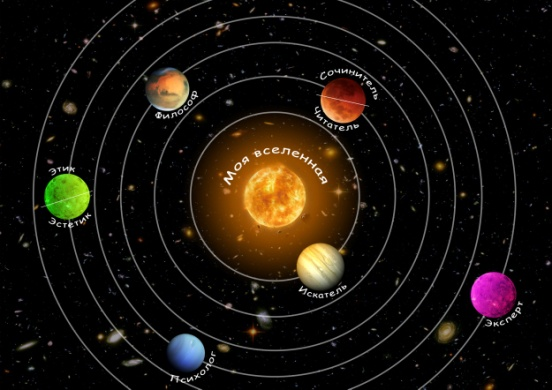 Сочинитель
Читатель
Философ
Моя вселенная
Этик
Эстетик
Искатель
Эксперт
Психолог